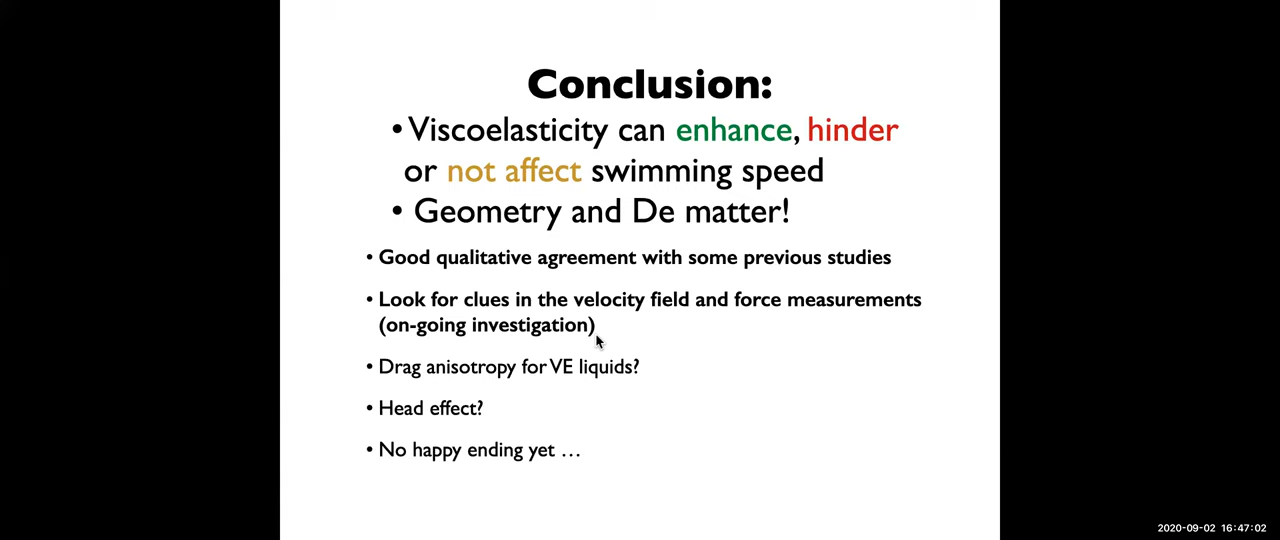 Conclusion:
• Viscoelasticity can enhance, hinder
or not affect swimming speed
• Geometry and De matter!
• Good qualitative agreement with some previous studies
• Look for clues in the velocity field and force measurements
(on-going investigation)
• Drag anisotropy for VE liquids?
• Head effect?
• No happy ending yet …
2020-09-02 16:47:02